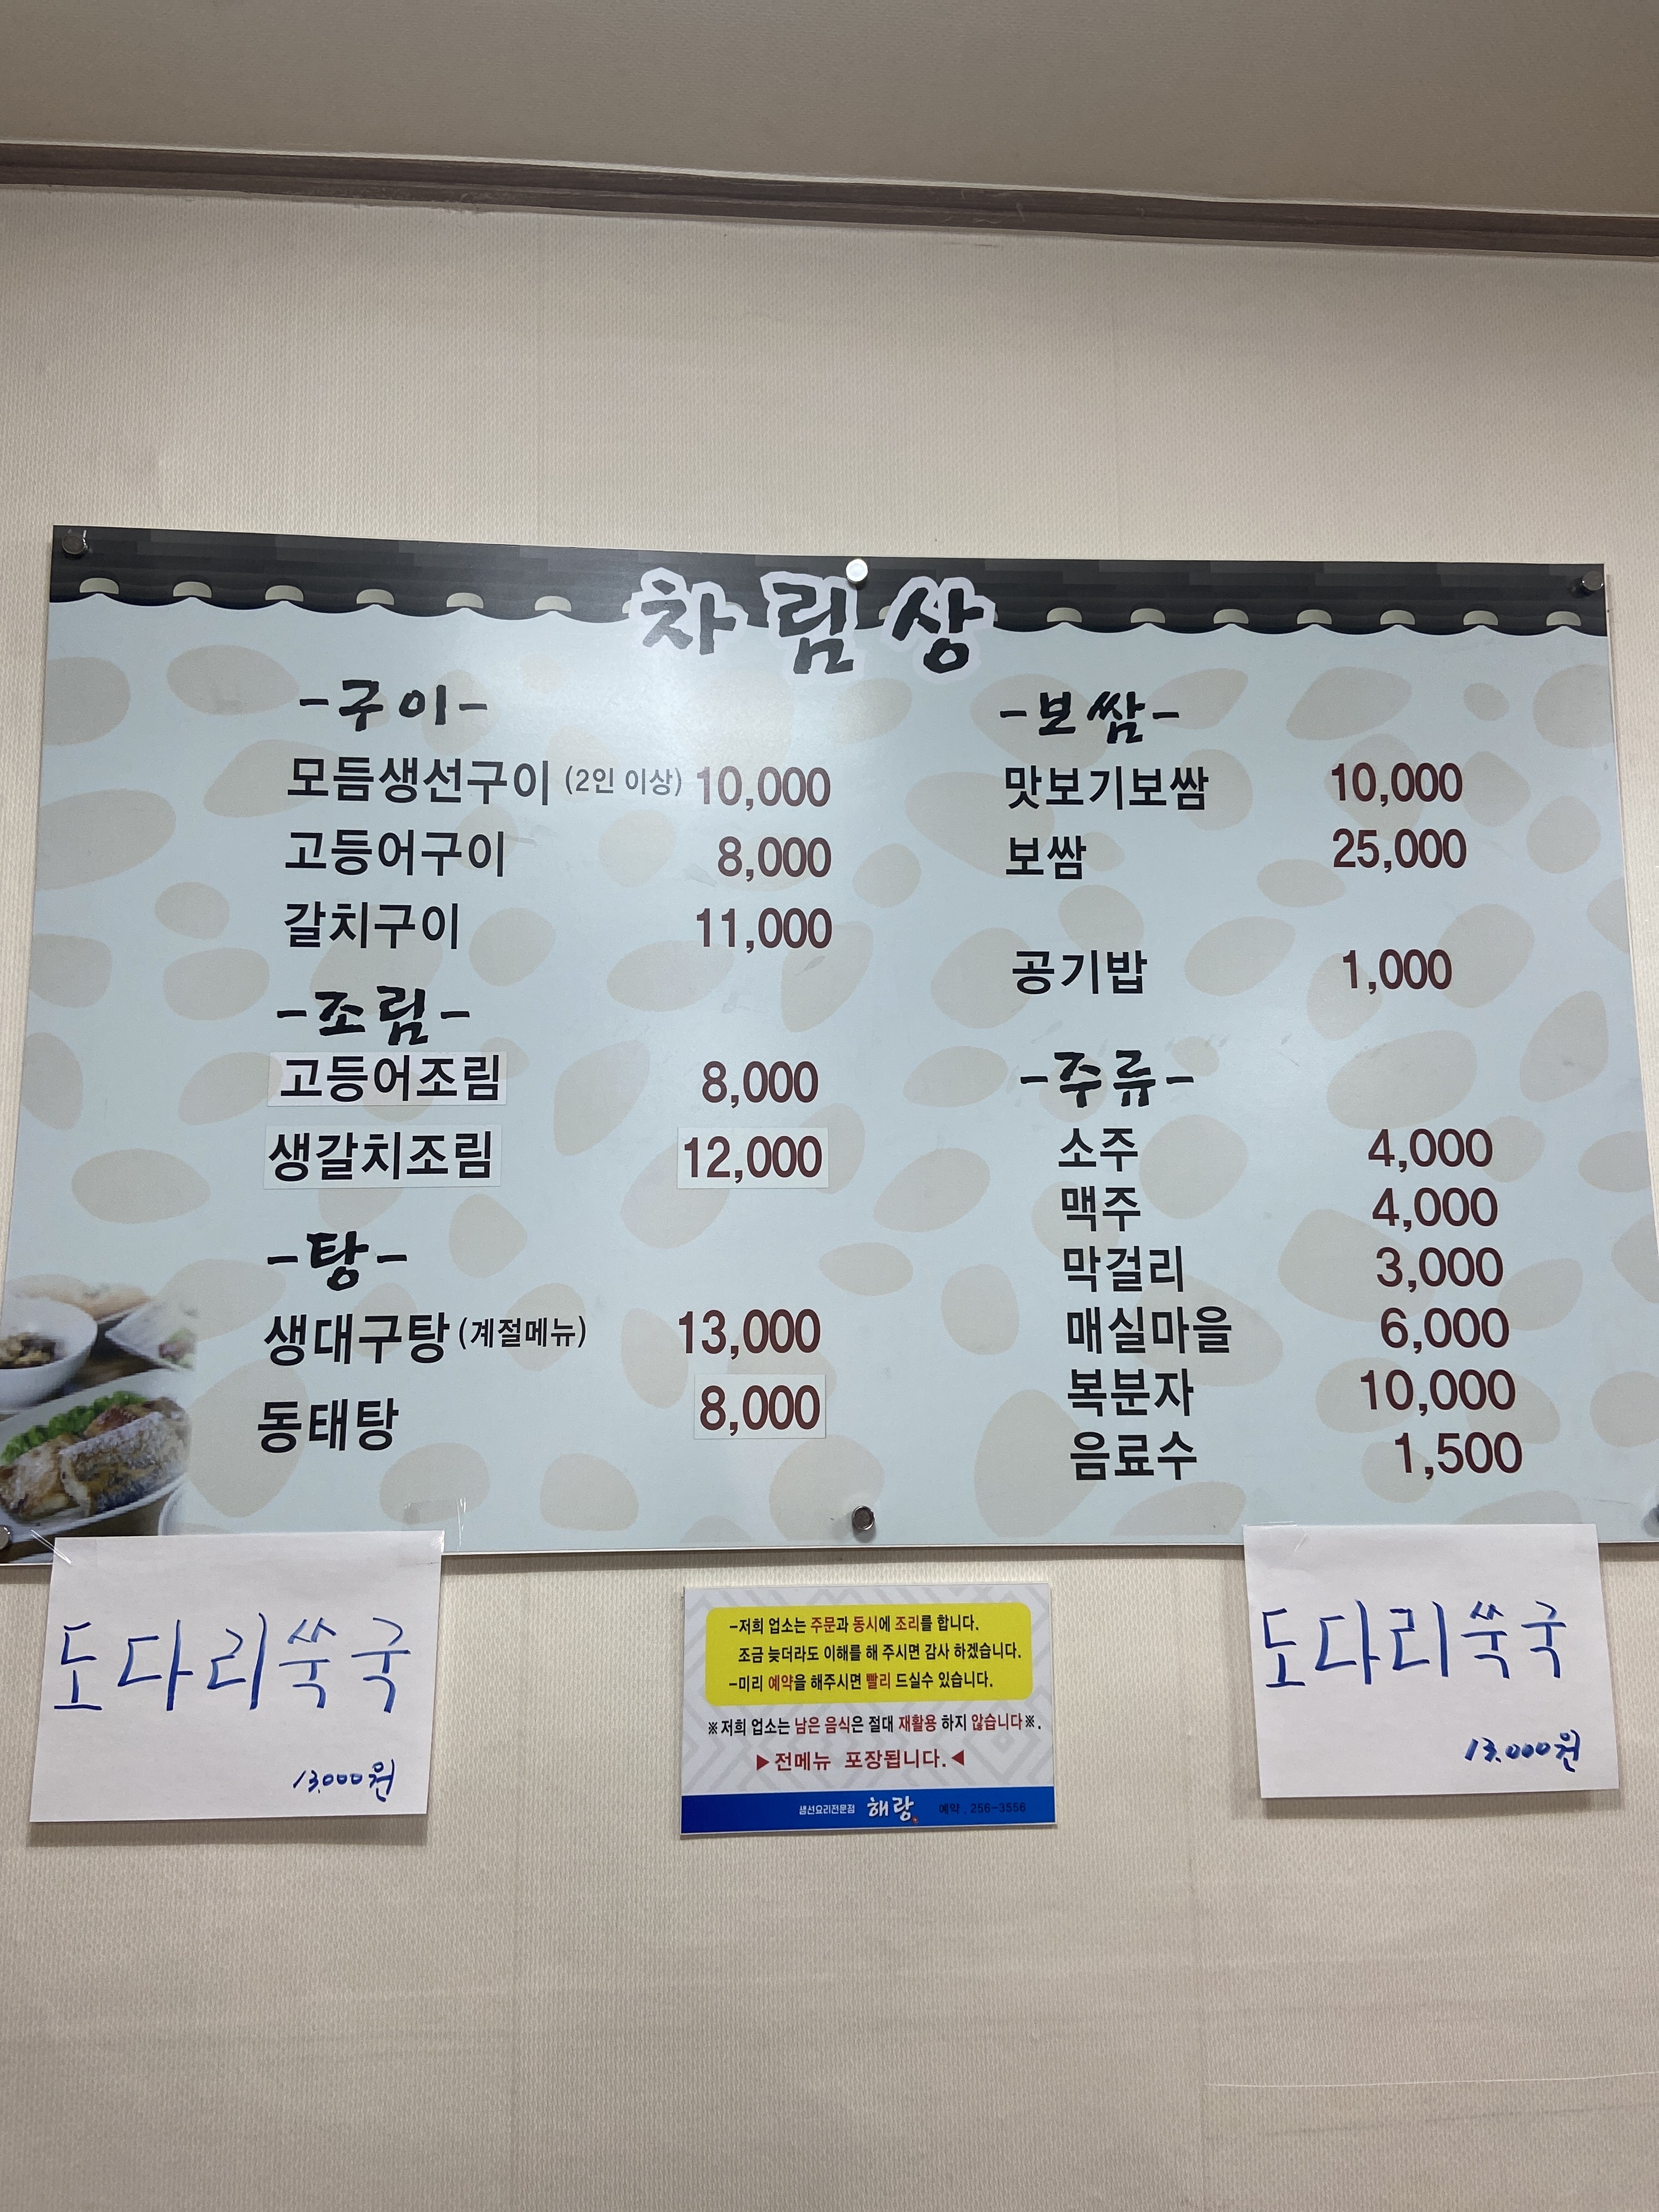 차림상
-구이-
모듬생선구이 (2인 이상) 10,000
고등어구이 8,000
갈치구이 11,000
-조림-
고등어조림 8,000
생갈치조림 12,000
-탕-
생대구탕 (계절메뉴) 13,000
동태탕 8,000
-보쌈-
맛보기보쌈 10,000
보쌈 25,000
공기밥 1,000
-주류-
소주 4,000
맥주 4,000
막걸리 3,000
매실마을 6,000
복분자 10,000
음료수 1,500
도다리쑥국
13,000원
-저희 업소는 주문과 동시에 조리를 합니다.
조금 늦더라도 이해를 해 주시면 감사 하겠습니다.
-미리 예약을 해주시면 빨리 드실수 있습니다.
※저희 업소는 남은 음식은 절대 재활용 하지 않습니다※.
▶전메뉴 포장됩니다.◀
생선요리전문점 해랑 예약. 256-3556
도다리쑥국
13,000원